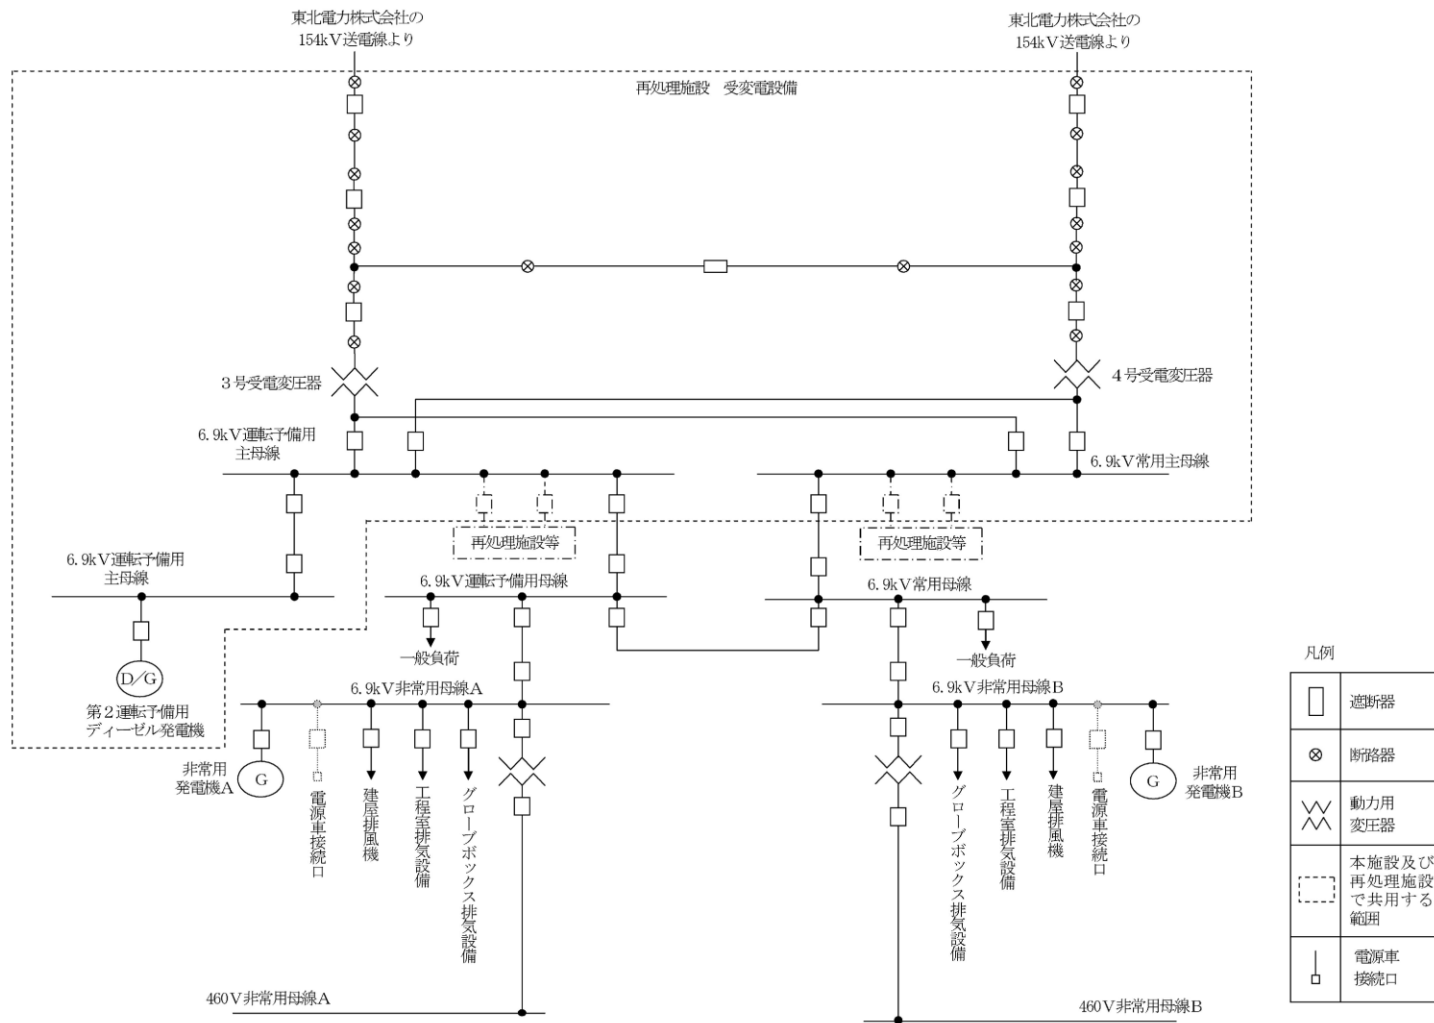 東北電力株式会社の
154kV送電線より
東北電力株式会社の
154kV送電線より
再処理施設 受変電設備
3号受電変圧器
4号受電変圧器
6.9kV運転予備用
主母線
6.9kV常用主母線
再処理施設等
再処理施設等
6.9kV運転予備用
主母線
6.9kV運転予備用母線
6.9kV常用母線
一般負荷
一般負荷
D/G
第2運転予備用
ディーゼル発電機
6.9kV非常用母線A
6.9kV非常用母線B
非常用
発電機A
G
電源車接続口
建屋排風機
工程室排気設備
グローブボックス排気設備
グローブボックス排気設備
工程室排気設備
建屋排風機
電源車接続口
G
非常用
発電機B
460V非常用母線A
460V非常用母線B
凡例
遮断器
断路器
動力用
変圧器
本施設及び
再処理施設
で共用する
範囲
電源車
接続口